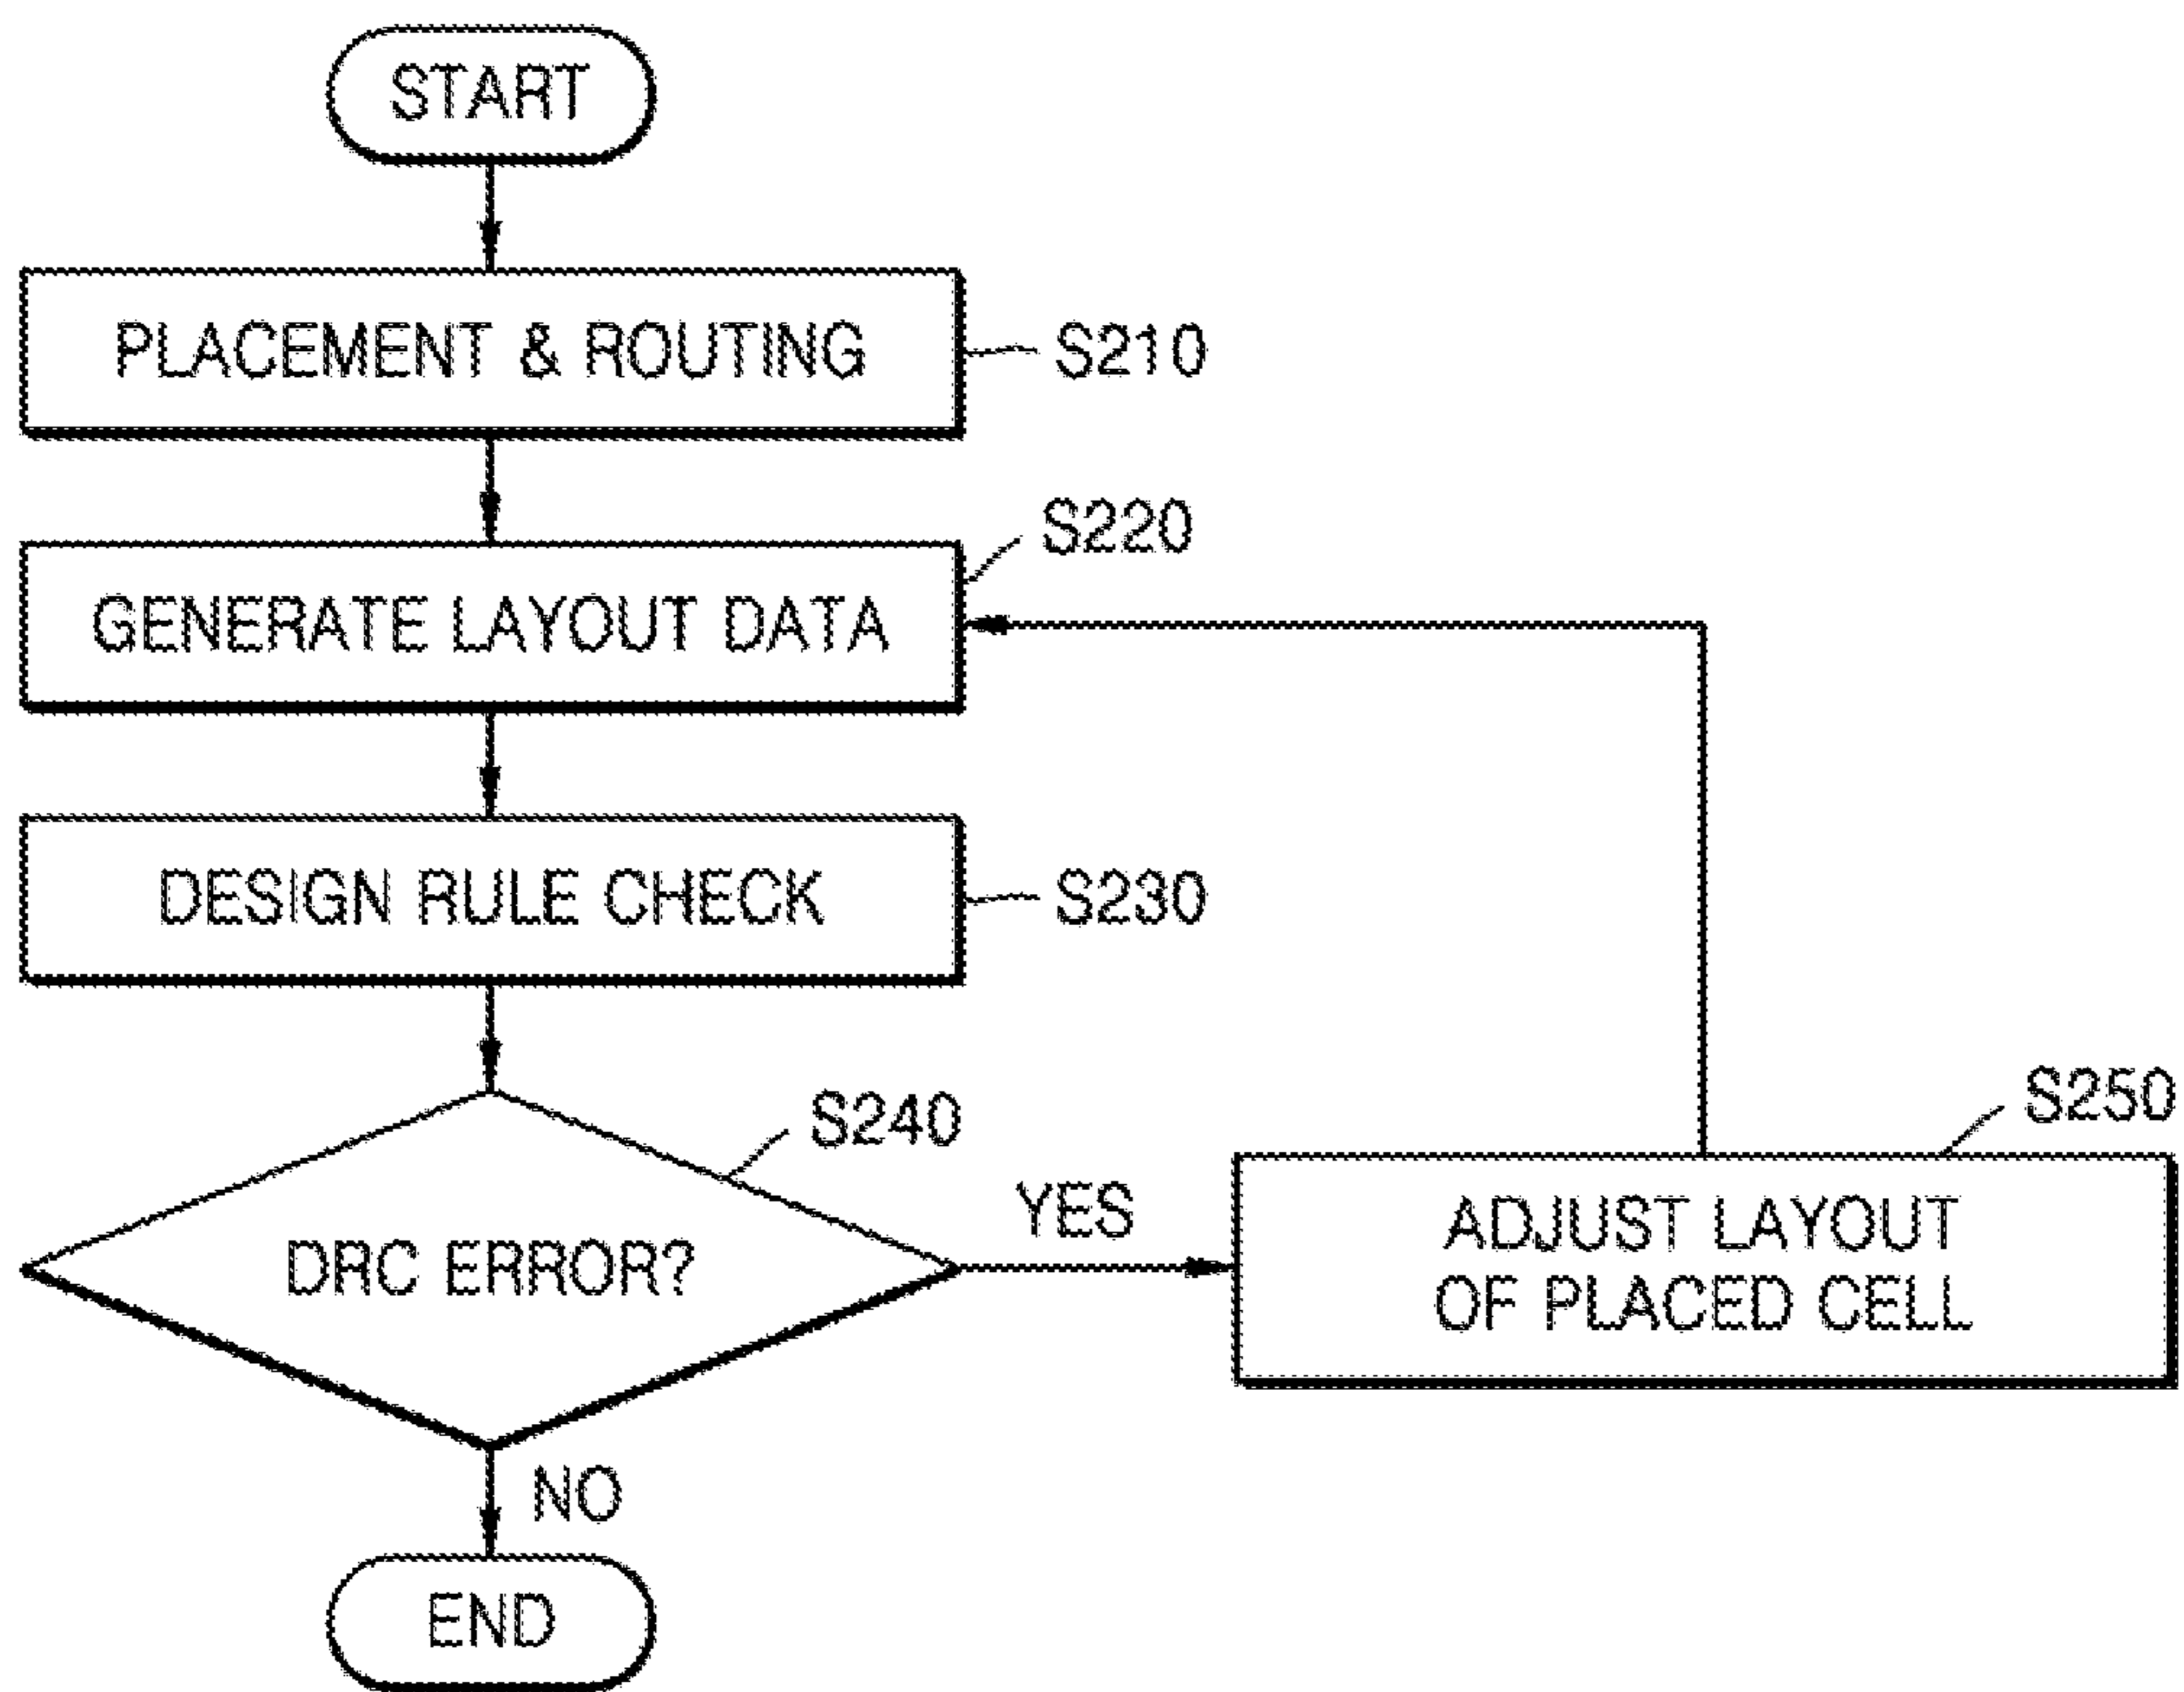 START
PLACEMENT & ROUTING
S210
S220
GENERATE LAYOUT DATA
DESIGN RULE CHECK
S230
S240
DRC ERROR?
YES
S250
ADJUST LAYOUT
OF PLACED CELL
NO
END